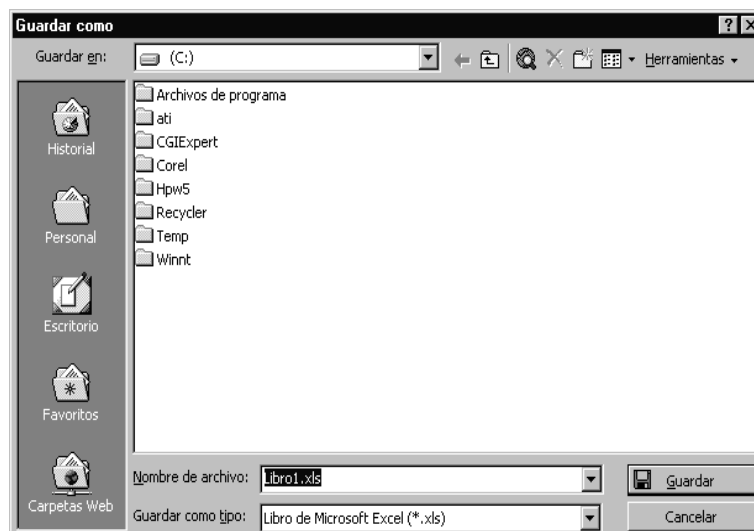 Guardar como
Guardar en: (C:) Herramientas
Historial
Personal
Escritorio
Favoritos
Carpetas Web
Archivos de programa
ati
CGIExpert
Corel
Hpw5
Recycler
Temp
Winnt
Nombre de archivo: Libro1.xls Guardar
Guardar como tipo: Libro de Microsoft Excel (*.xls) Cancelar